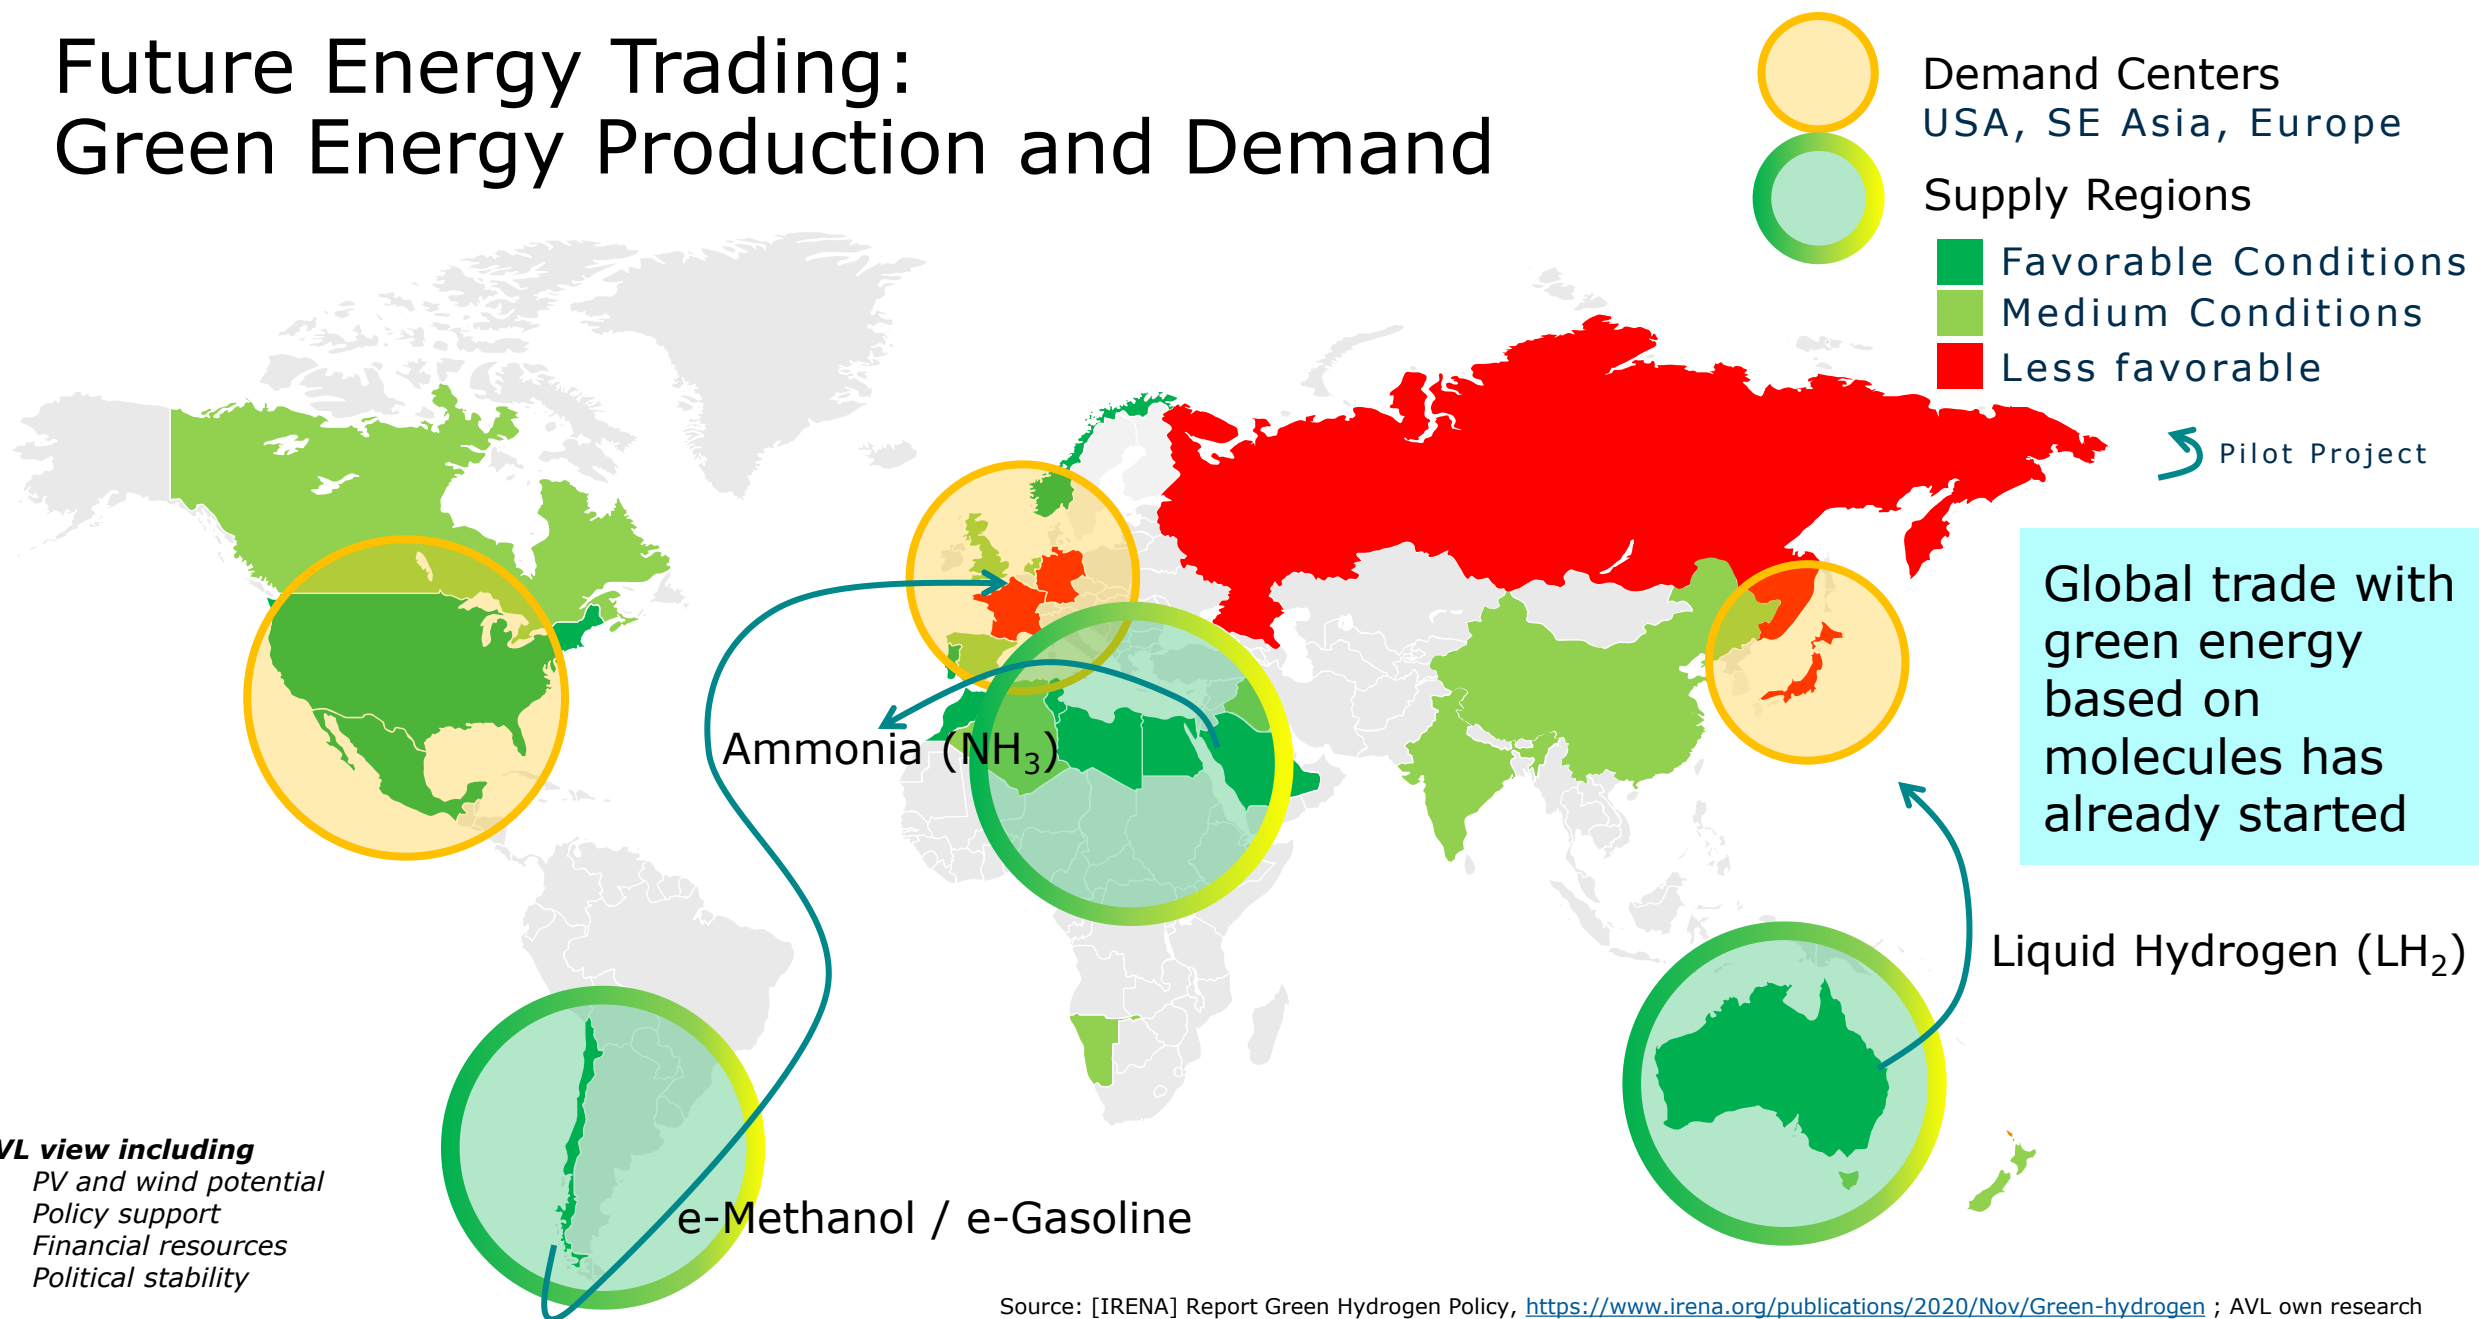 Future Energy Trading:
Green Energy Production and Demand
Demand Centers
USA, SE Asia, Europe
Supply Regions
Favorable Conditions
Medium Conditions
Less favorable
Pilot Project
Global trade with
green energy
based on
molecules has
already started
Ammonia (NH₃)
Liquid Hydrogen (LH₂)
e-Methanol / e-Gasoline
VL view including
PV and wind potential
Policy support
Financial resources
Political stability
Source: [IRENA] Report Green Hydrogen Policy, https://www.irena.org/publications/2020/Nov/Green-hydrogen ; AVL own research